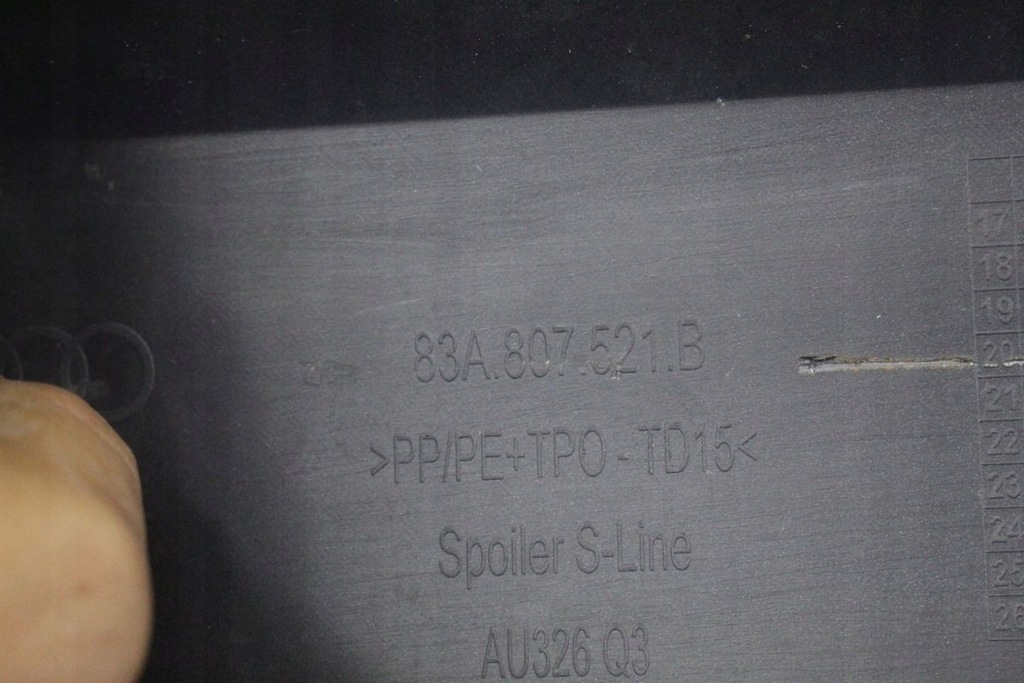 83A.807.521.B
>PP/PE+TPO - TD15<
Spoiler S-Line
AU326 Q3
17
18
19
20
21
22
23
24
25
26